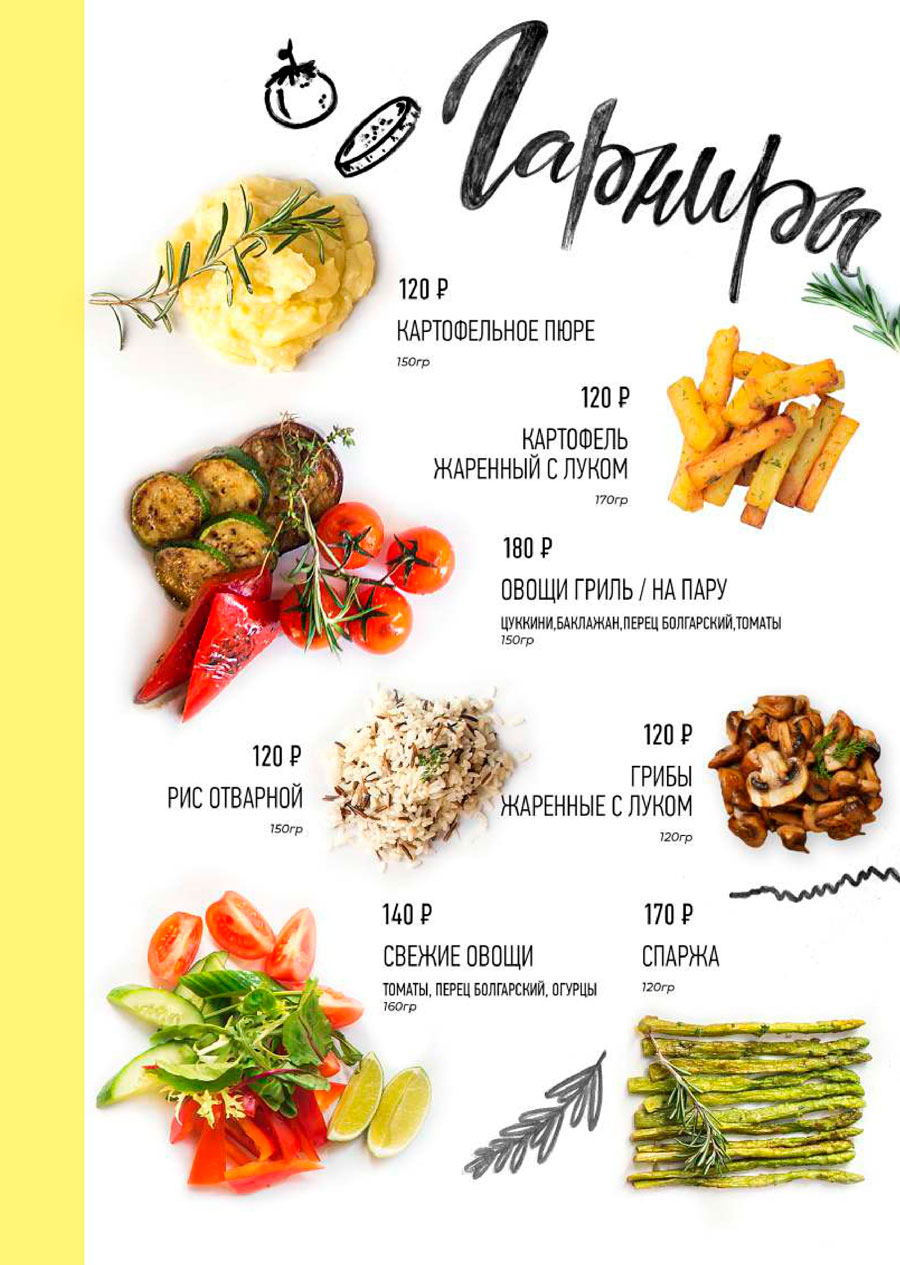 Гарниры
120 ₽
КАРТОФЕЛЬНОЕ ПЮРЕ
150гр
120 ₽
КАРТОФЕЛЬ
ЖАРЕННЫЙ С ЛУКОМ
170гр
180 ₽
ОВОЩИ ГРИЛЬ / НА ПАРУ
ЦУККИНИ,БАКЛАЖАН,ПЕРЕЦ БОЛГАРСКИЙ,ТОМАТЫ
150гр
120 ₽
РИС ОТВАРНОЙ
150гр
120 ₽
ГРИБЫ
ЖАРЕННЫЕ С ЛУКОМ
120гр
140 ₽
СВЕЖИЕ ОВОЩИ
ТОМАТЫ, ПЕРЕЦ БОЛГАРСКИЙ, ОГУРЦЫ
160гр
170 ₽
СПАРЖА
120гр